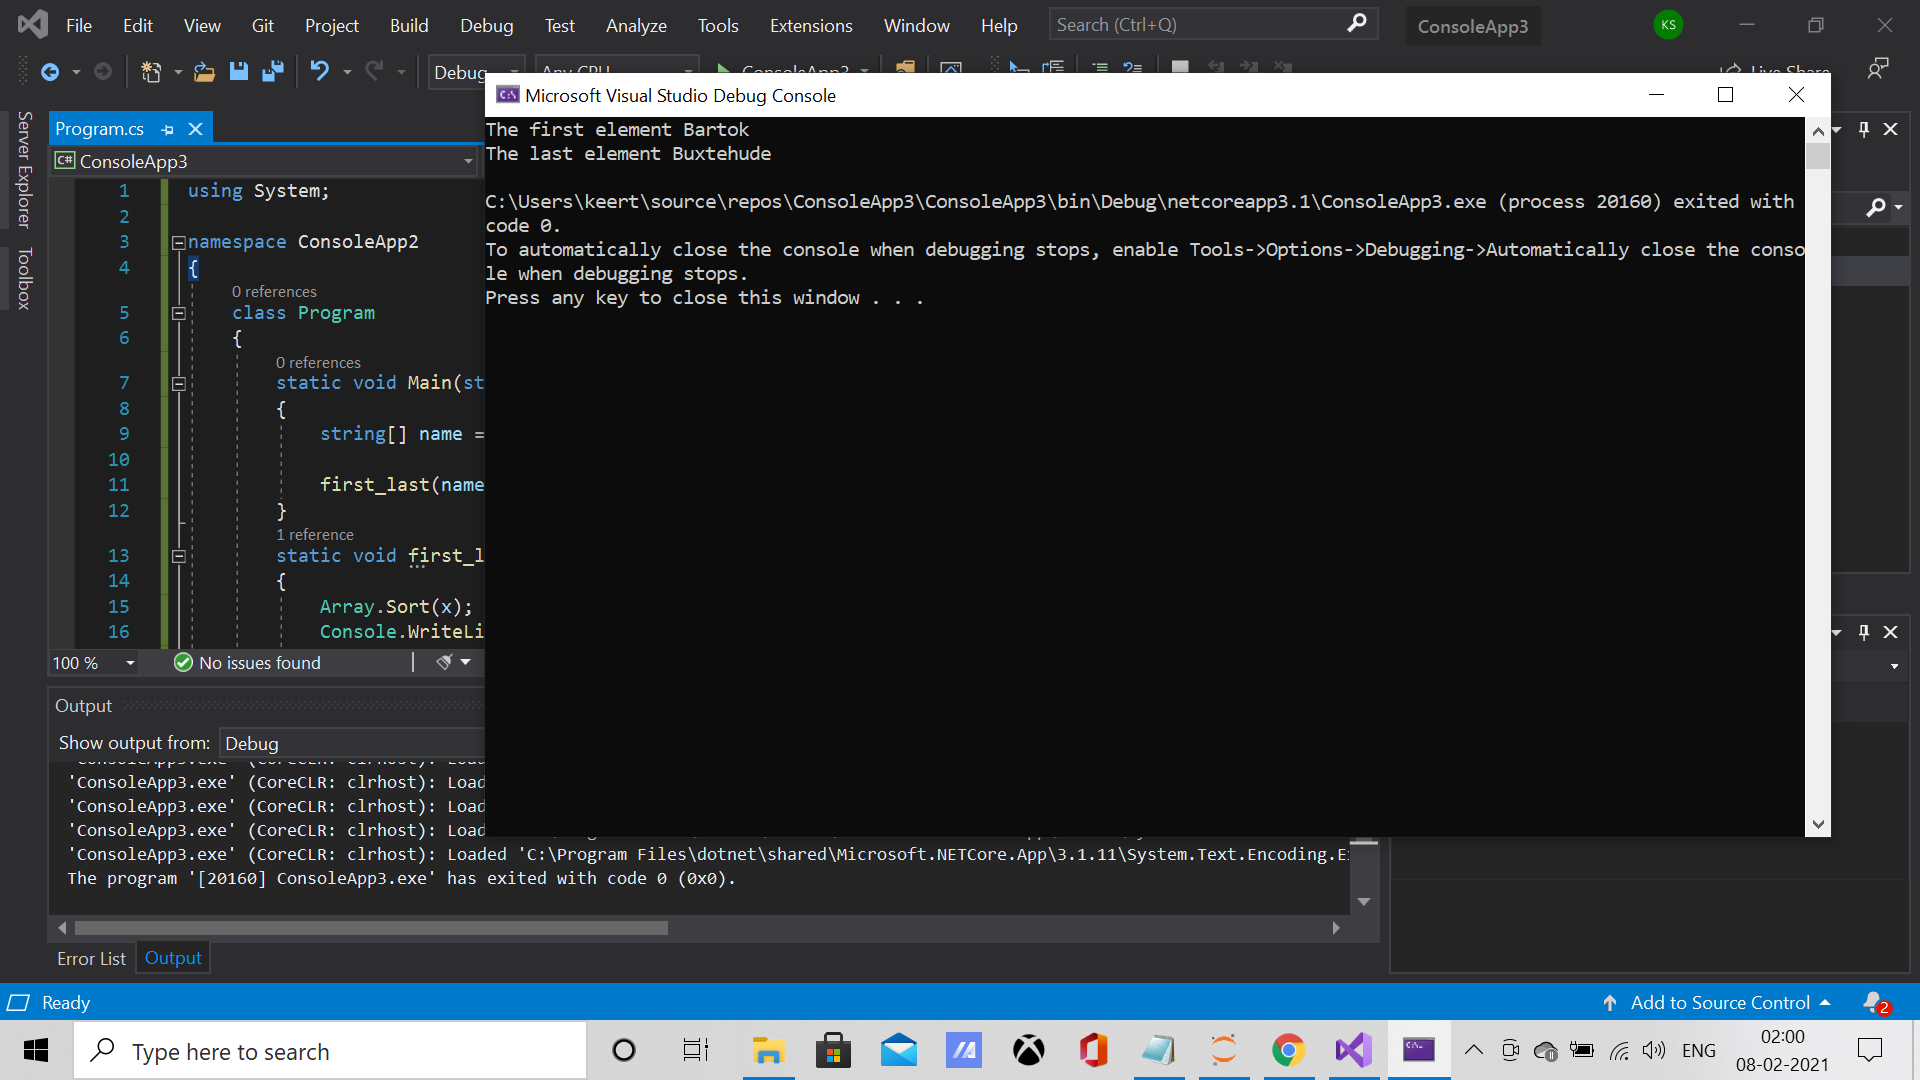 File Edit View Git Project Build Debug Test Analyze Tools Extensions Window Help Search (Ctrl+Q) ConsoleApp3 KS
Debug Any CPU ConsoleApp3 Live Share
Microsoft Visual Studio Debug Console
The first element Bartok
The last element Buxtehude
C:\Users\keert\source\repos\ConsoleApp3\ConsoleApp3\bin\Debug\netcoreapp3.1\ConsoleApp3.exe (process 20160) exited with
code 0.
To automatically close the console when debugging stops, enable Tools->Options->Debugging->Automatically close the conso
le when debugging stops.
Press any key to close this window . . .
Server Explorer
Toolbox
Program.cs
C# ConsoleApp3
1 using System;
2
3 namespace ConsoleApp2
4 {
0 references
5 class Program
6 {
0 references
7 static void Main(st
8 {
9 string[] name =
10
11 first_last(name
12 }
1 reference
13 static void first_l
14 {
15 Array.Sort(x);
16 Console.WriteLi
100 % No issues found
Output
Show output from: Debug
'ConsoleApp3.exe' (CoreCLR: clrhost): Load
'ConsoleApp3.exe' (CoreCLR: clrhost): Load
'ConsoleApp3.exe' (CoreCLR: clrhost): Load
'ConsoleApp3.exe' (CoreCLR: clrhost): Load
'ConsoleApp3.exe' (CoreCLR: clrhost): Loaded 'C:\Program Files\dotnet\shared\Microsoft.NETCore.App\3.1.11\System.Text.Encoding.E
The program '[20160] ConsoleApp3.exe' has exited with code 0 (0x0).
Error List Output
Ready Add to Source Control 2
Type here to search ENG 02:00
08-02-2021